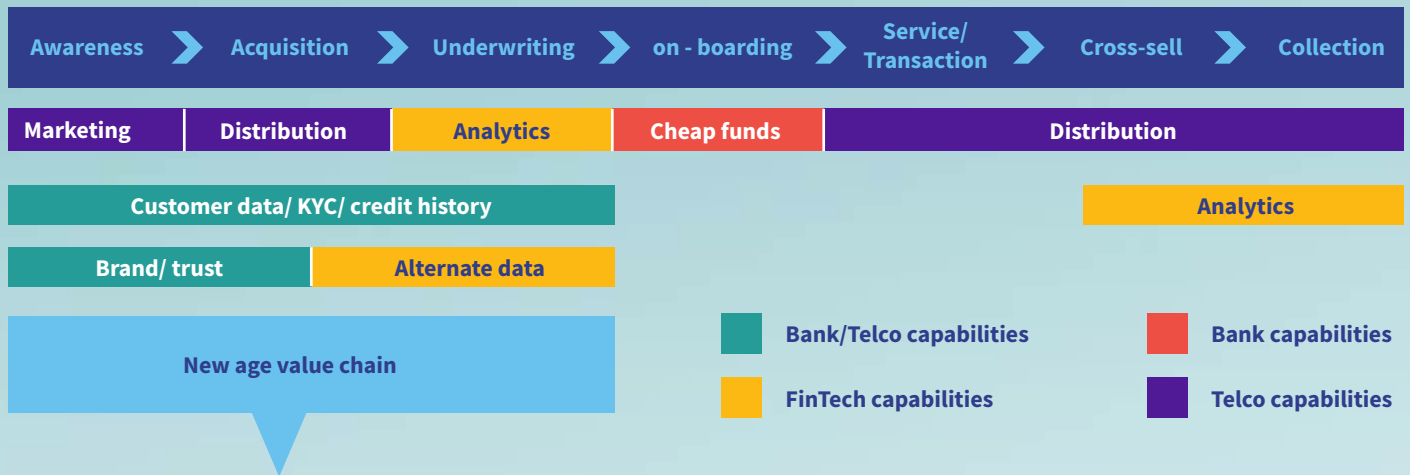 Awareness
Acquisition
Underwriting
on - boarding
Service/
Transaction
Cross-sell
Collection
Marketing
Distribution
Analytics
Cheap funds
Distribution
Customer data/ KYC/ credit history
Analytics
Brand/ trust
Alternate data
New age value chain
Bank/Telco capabilities
Bank capabilities
FinTech capabilities
Telco capabilities